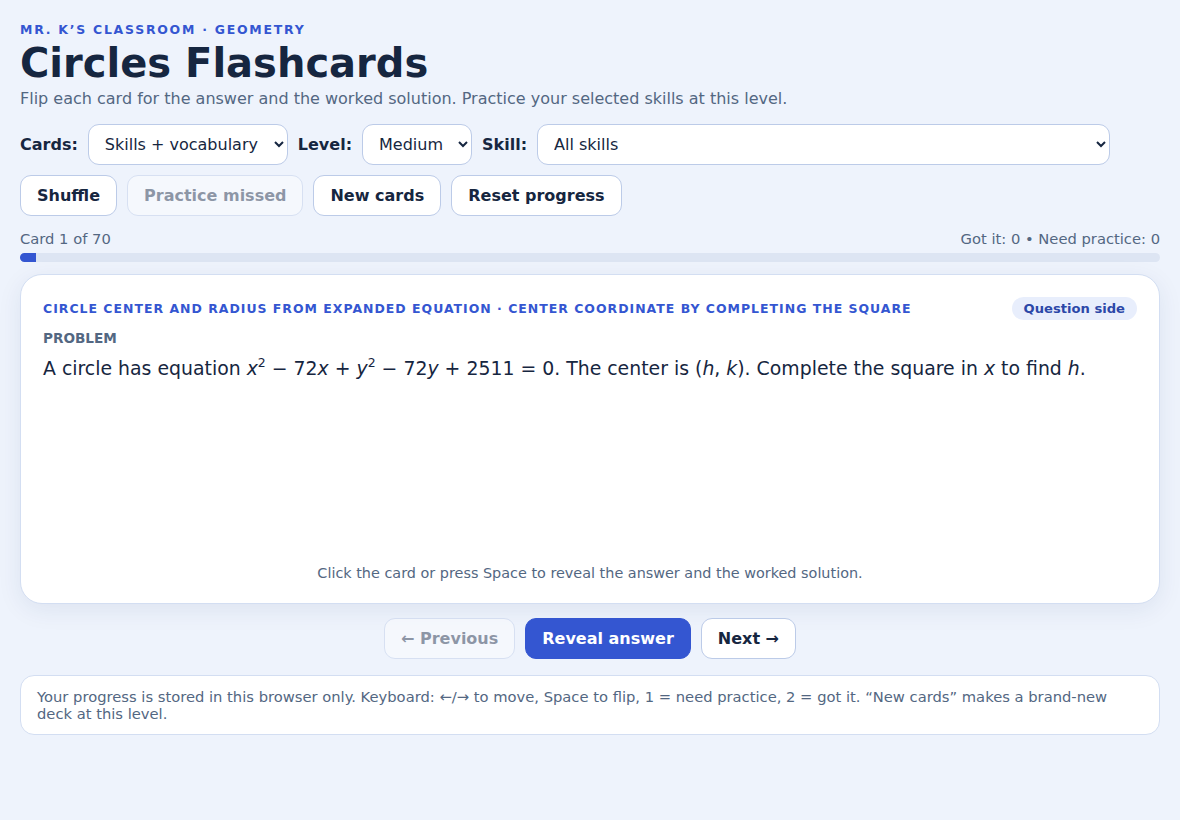 MR. K’S CLASSROOM · GEOMETRY
Circles Flashcards
Flip each card for the answer and the worked solution. Practice your selected skills at this level.
Cards: Skills + vocabulary Level: Medium Skill: All skills
Shuffle Practice missed New cards Reset progress
Card 1 of 70 Got it: 0 • Need practice: 0
CIRCLE CENTER AND RADIUS FROM EXPANDED EQUATION · CENTER COORDINATE BY COMPLETING THE SQUARE Question side
PROBLEM
A circle has equation x² − 72x + y² − 72y + 2511 = 0. The center is (h, k). Complete the square in x to find h.
Click the card or press Space to reveal the answer and the worked solution.
← Previous Reveal answer Next →
Your progress is stored in this browser only. Keyboard: ←/→ to move, Space to flip, 1 = need practice, 2 = got it. “New cards” makes a brand-new
deck at this level.